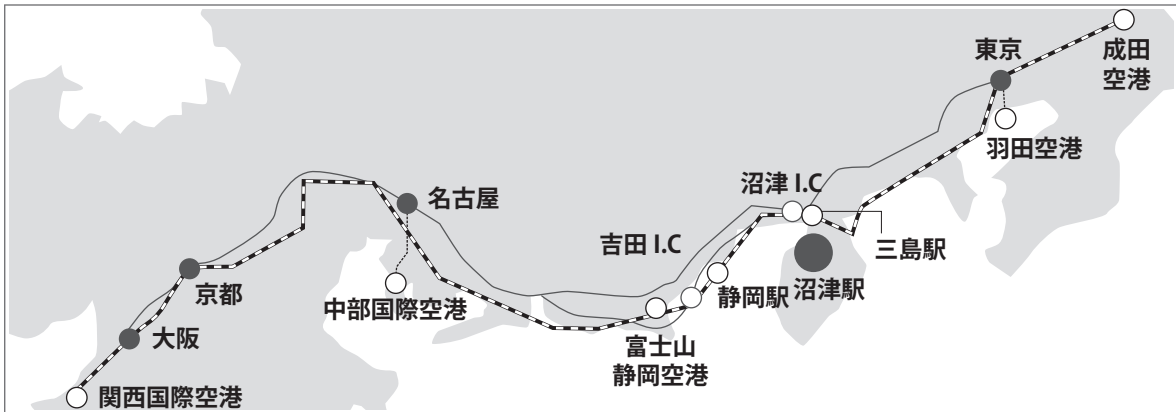 東京
成田
空港
羽田空港
沼津 I.C
名古屋
吉田 I.C
三島駅
京都
中部国際空港
静岡駅
沼津駅
大阪
富士山
静岡空港
関西国際空港